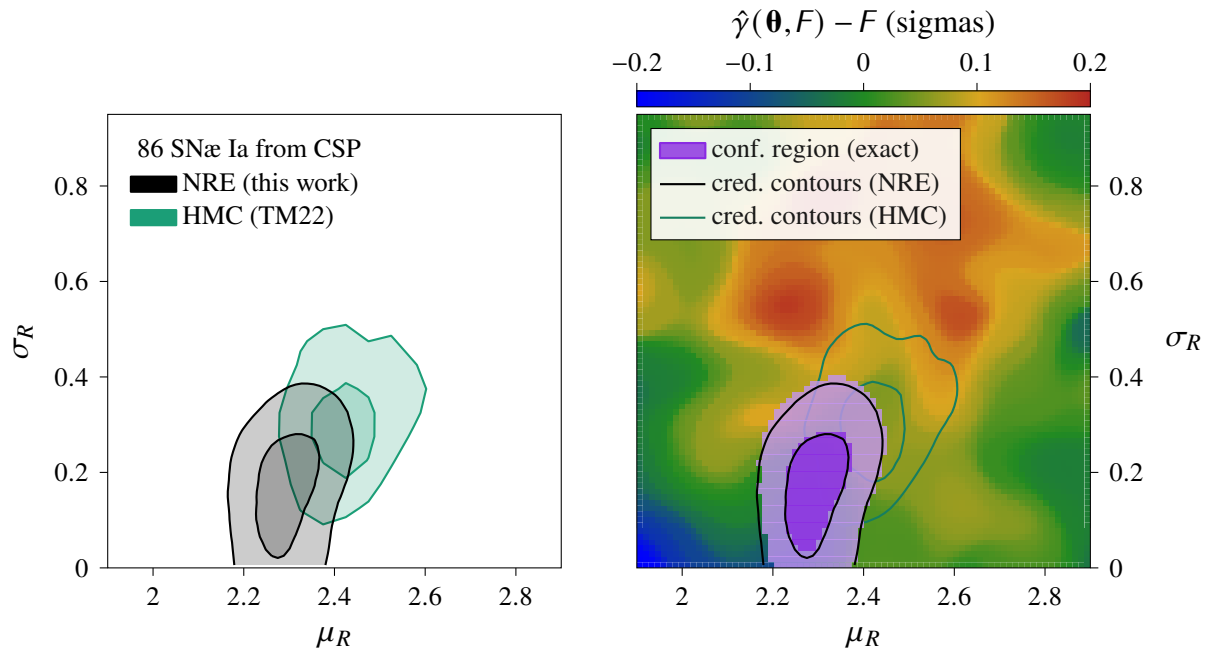 γ̂(θ, F) − F (sigmas)
−0.2 −0.1 0 0.1 0.2
86 SNæ Ia from CSP
NRE (this work)
HMC (TM22)
conf. region (exact)
cred. contours (NRE)
cred. contours (HMC)
0.8
0.6
0.4
0.2
0
σ_R
2 2.2 2.4 2.6 2.8
μ_R
0.8
0.6
0.4
0.2
0
σ_R
2 2.2 2.4 2.6 2.8
μ_R